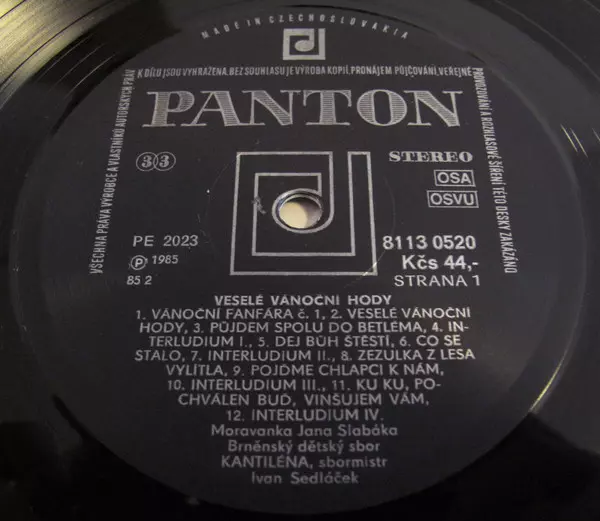 MADE IN CZECHOSLOVAKIA
VŠECHNA PRÁVA VÝROBCE A VLASTNÍKŮ AUTORSKÝCH PRÁV
K DÍLU JSOU VYHRAŽENA. BEZ SOUHLASU JE VÝROBA KOPIÍ, PRONÁJEM PŮJČOVÁNÍ, VEŘEJNÉ
PROVOZOVÁNÍ A ROZHLASOVÉ ŠÍŘENÍ TÉTO DESKY ZAKÁZÁNO
PANTON
33
STEREO
OSA
OSVU
PE 2023
℗ 1985
85 2
8113 0520
Kčs 44,-
STRANA 1
VESELÉ VÁNOČNÍ HODY
1. VÁNOČNÍ FANFÁRA č. 1, 2. VESELÉ VÁNOČNÍ
HODY, 3. PŮJDEM SPOLU DO BETLÉMA, 4. IN-
TERLUDIUM I., 5. DEJ BŮH ŠTĚSTÍ, 6. CO SE
STALO, 7. INTERLUDIUM II., 8. ZEZULKA Z LESA
VYLÍTLA, 9. POJĎME CHLAPCI K NÁM,
10. INTERLUDIUM III., 11. KU KU, PO-
CHVÁLEN BUĎ, VINŠUJEM VÁM,
12. INTERLUDIUM IV.
Moravanka Jana Slabáka
Brněnský dětský sbor
KANTILÉNA, sbormistr
Ivan Sedláček